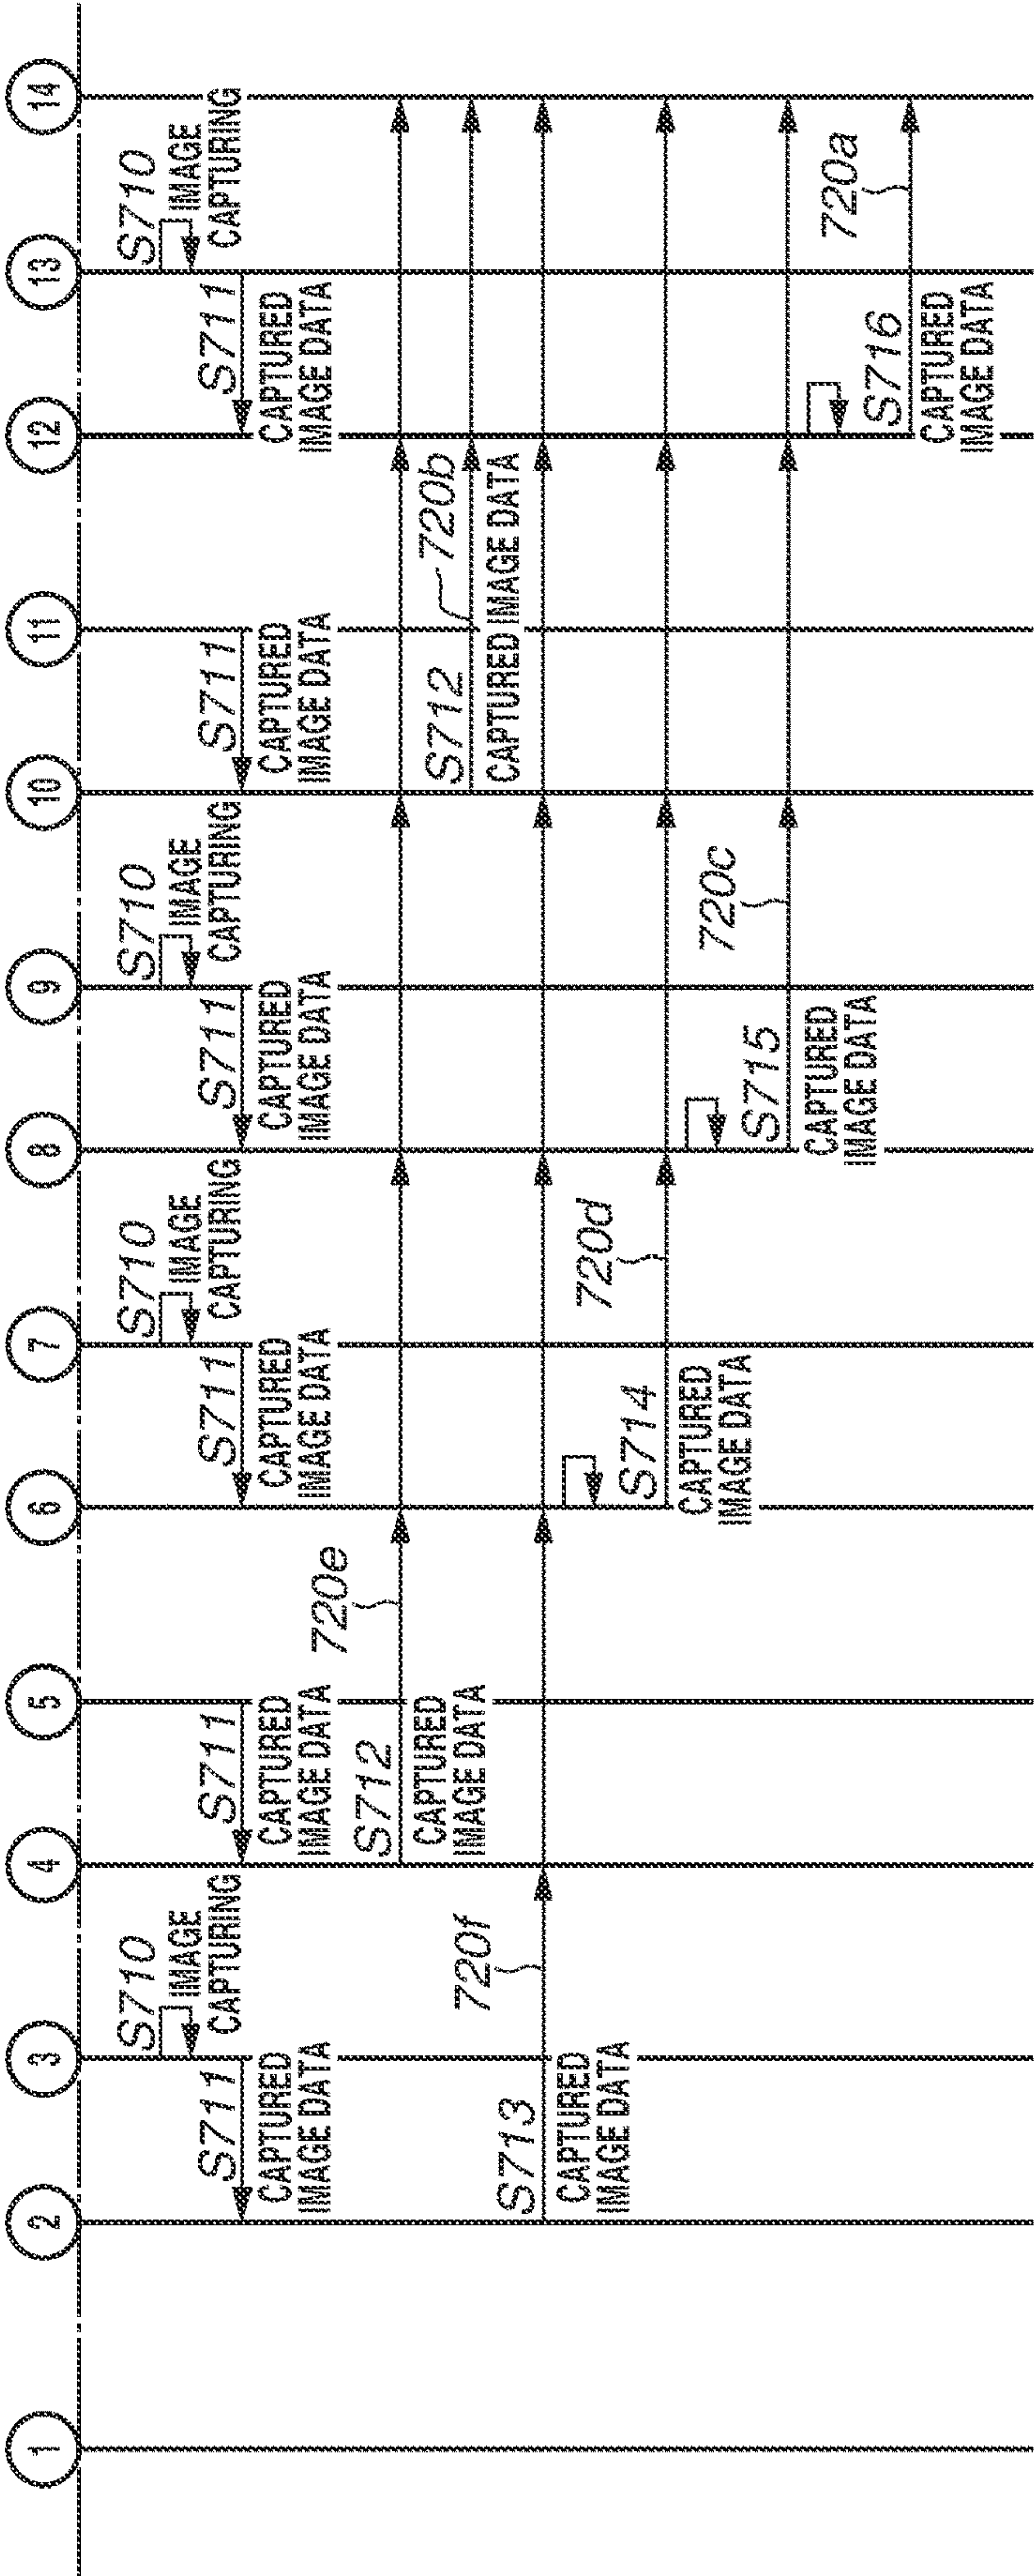 1
2
3
4
5
6
7
8
9
10
11
12
13
14
S710
IMAGE
CAPTURING
S710
IMAGE
CAPTURING
S710
IMAGE
CAPTURING
S710
IMAGE
CAPTURING
S711
CAPTURED
IMAGE DATA
S711
CAPTURED
IMAGE DATA
S711
CAPTURED
IMAGE DATA
S711
CAPTURED
IMAGE DATA
S711
CAPTURED
IMAGE DATA
S711
CAPTURED
IMAGE DATA
720e
S712
CAPTURED
IMAGE DATA
S712
720b
CAPTURED IMAGE DATA
720f
S713
CAPTURED
IMAGE DATA
720d
S714
CAPTURED
IMAGE DATA
720c
S715
CAPTURED
IMAGE DATA
720a
S716
CAPTURED
IMAGE DATA